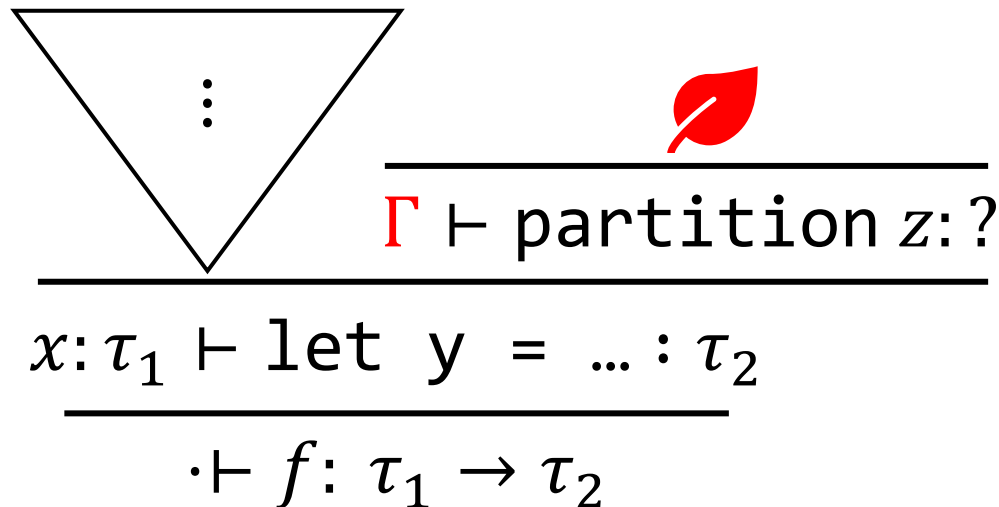 ⋮
Γ ⊢ partition z: ?
x: τ₁ ⊢ let y = … : τ₂
· ⊢ f: τ₁ → τ₂